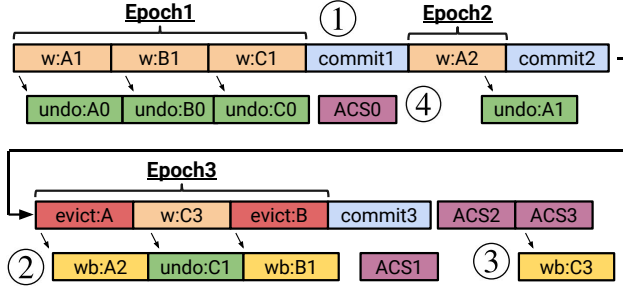 Epoch1 1 Epoch2
w:A1 w:B1 w:C1 commit1 w:A2 commit2
undo:A0 undo:B0 undo:C0 ACS0 4 undo:A1
Epoch3
evict:A w:C3 evict:B commit3 ACS2 ACS3
2 wb:A2 undo:C1 wb:B1 ACS1 3 wb:C3